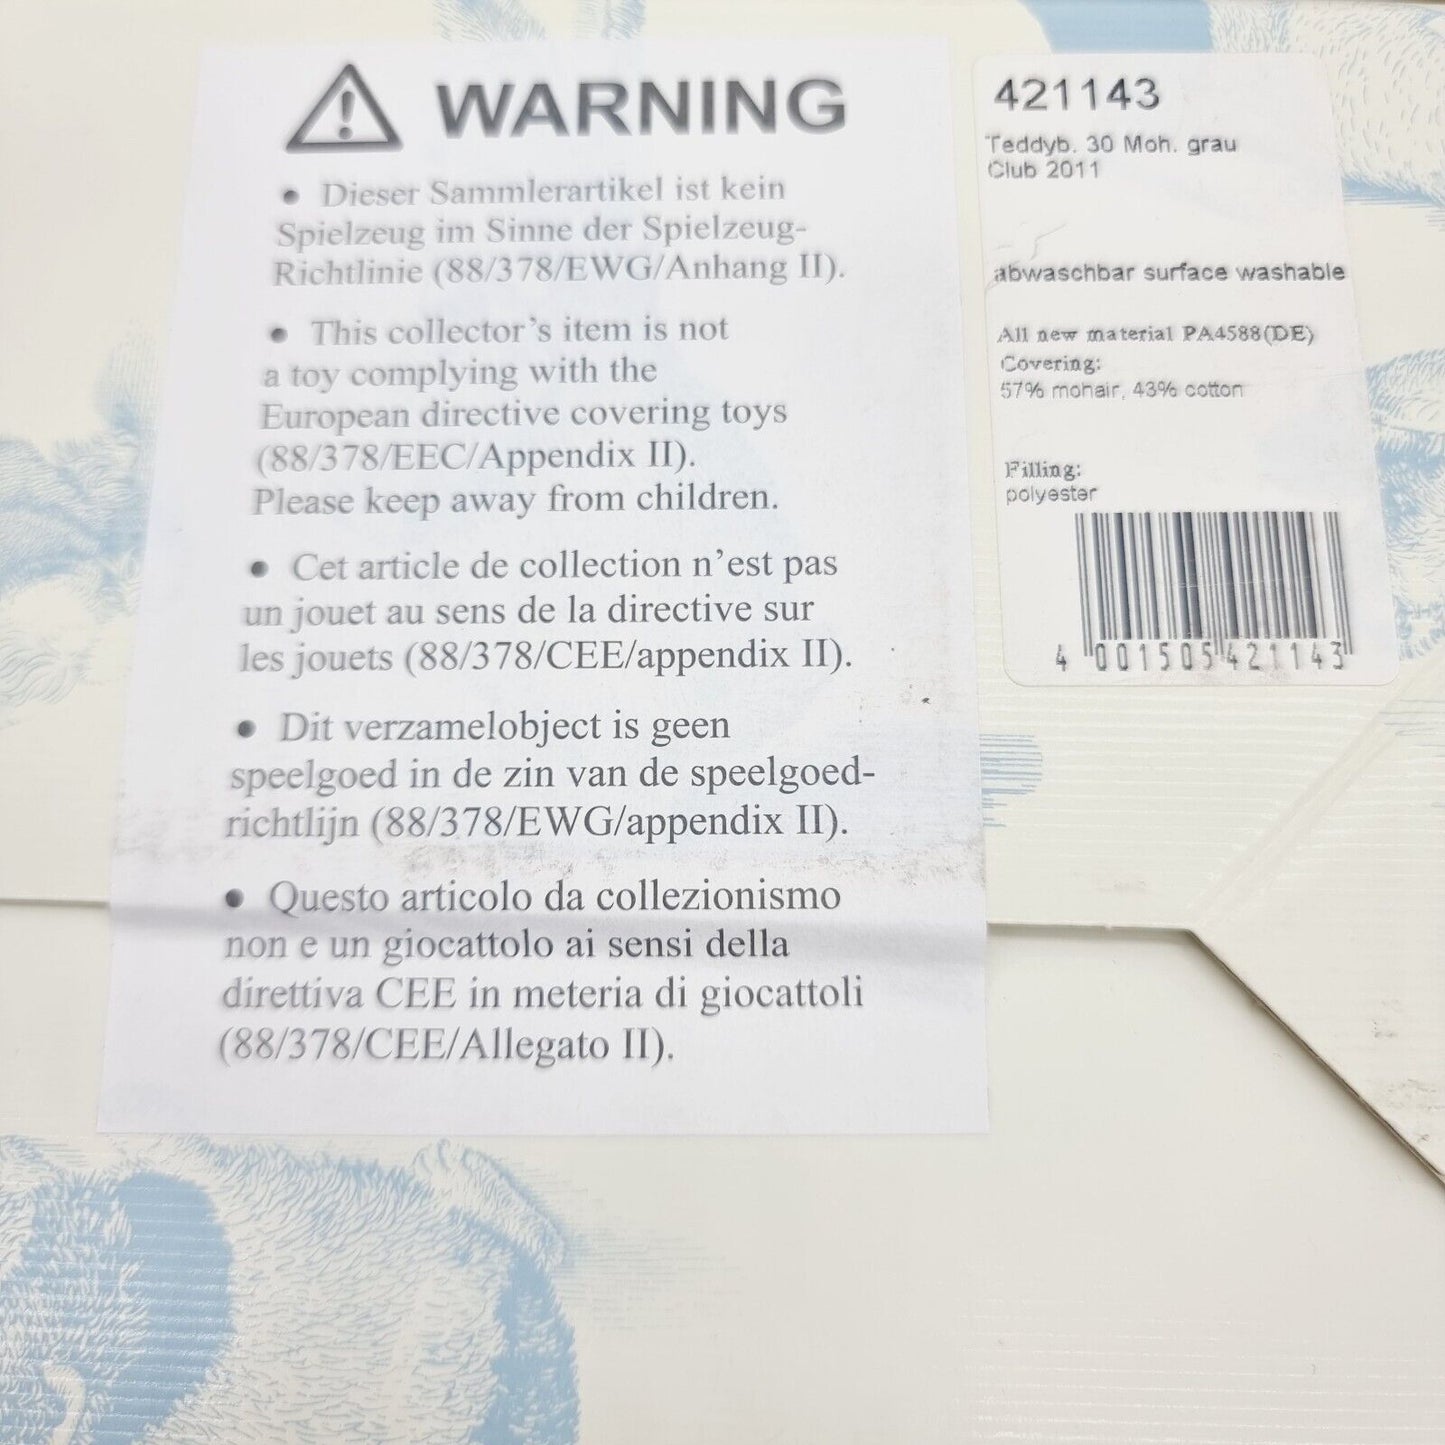 WARNING
• Dieser Sammlerartikel ist kein
Spielzeug im Sinne der Spielzeug-
Richtlinie (88/378/EWG/Anhang II).
• This collector's item is not
a toy complying with the
European directive covering toys
(88/378/EEC/Appendix II).
Please keep away from children.
• Cet article de collection n'est pas
un jouet au sens de la directive sur
les jouets (88/378/CEE/appendix II).
• Dit verzamelobject is geen
speelgoed in de zin van de speelgoed-
richtlijn (88/378/EWG/appendix II).
• Questo articolo da collezionismo
non e un giocattolo ai sensi della
direttiva CEE in meteria di giocattoli
(88/378/CEE/Allegato II).
421143
Teddyb. 30 Moh. grau
Club 2011
abwaschbar surface washable
All new material PA4588(DE)
Covering:
57% mohair, 43% cotton
Filling:
polyester
4 001505 421143